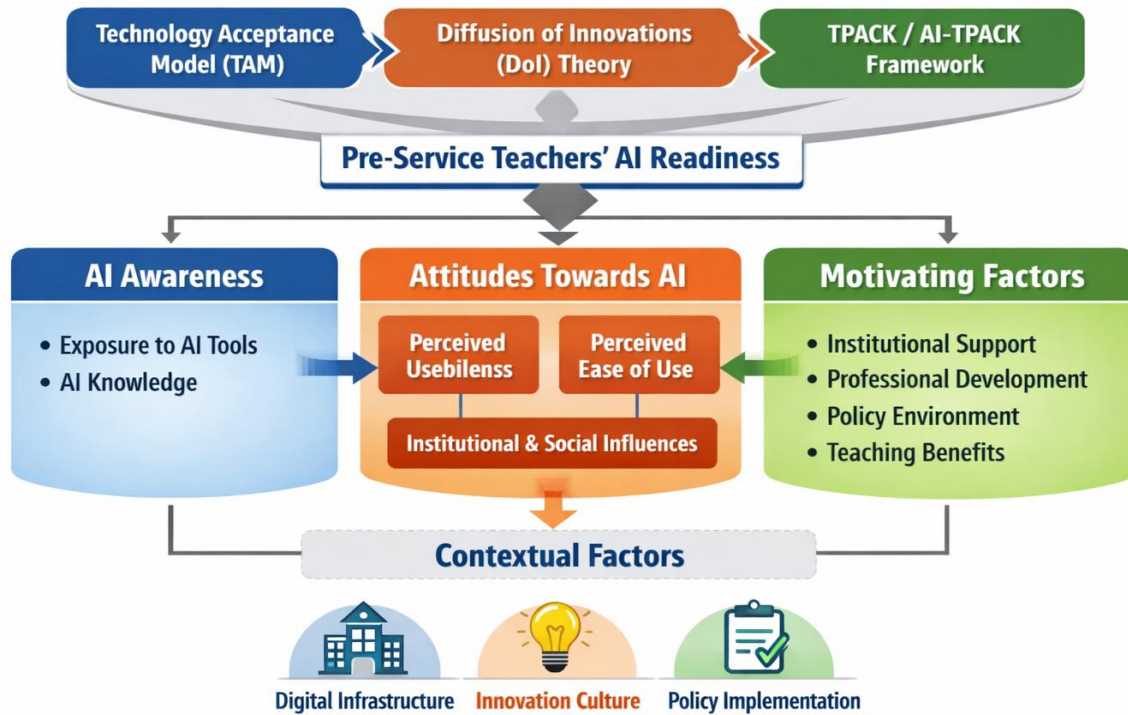 Technology Acceptance
Model (TAM)
Diffusion of Innovations
(DoI) Theory
TPACK / AI-TPACK
Framework
Pre-Service Teachers’ AI Readiness
AI Awareness
• Exposure to AI Tools
• AI Knowledge
Attitudes Towards AI
Perceived
Usebilenss
Perceived
Ease of Use
Institutional & Social Influences
Motivating Factors
• Institutional Support
• Professional Development
• Policy Environment
• Teaching Benefits
Contextual Factors
Digital Infrastructure
Innovation Culture
Policy Implementation